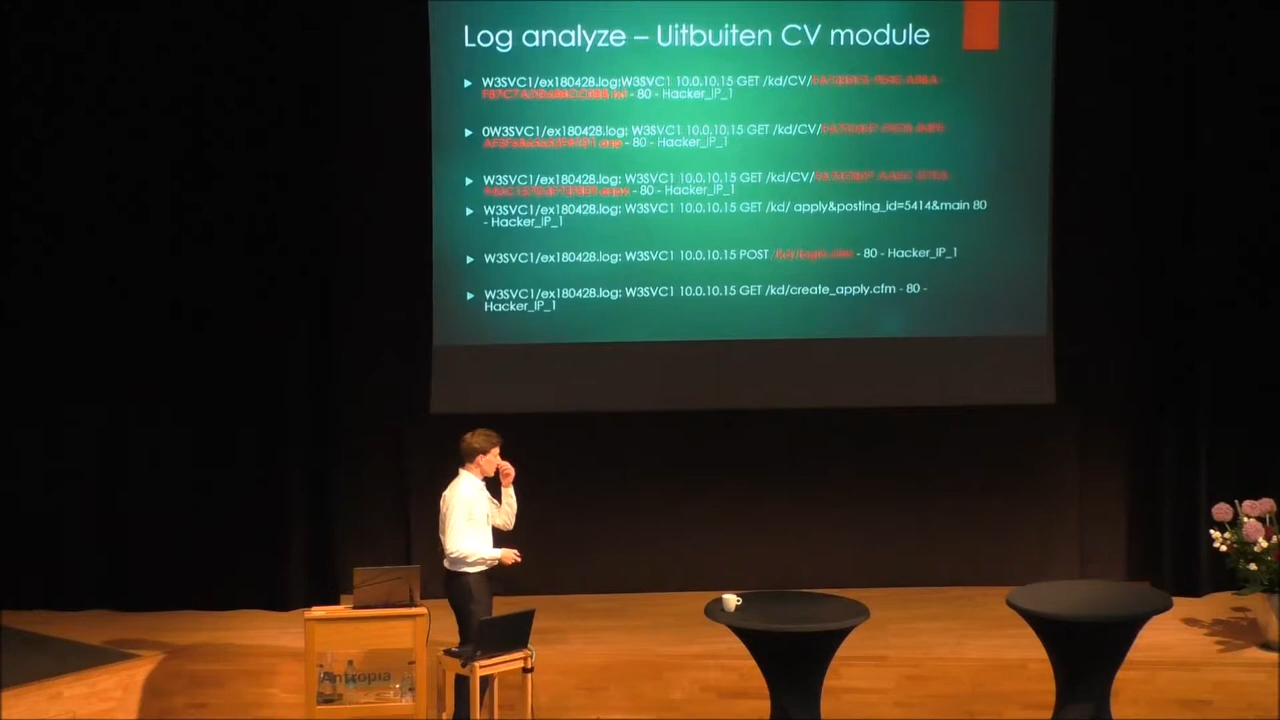 Log analyze – Uitbuiten CV module
W3SVC1/ex180428.log:W3SVC1 10.0.10.15 GET /kd/CV/
- 80 - Hacker_IP_1
0W3SVC1/ex180428.log: W3SVC1 10.0.10.15 GET /kd/CV/
- 80 - Hacker_IP_1
W3SVC1/ex180428.log: W3SVC1 10.0.10.15 GET /kd/CV/
- 80 - Hacker_IP_1
W3SVC1/ex180428.log: W3SVC1 10.0.10.15 GET /kd/ apply&posting_id=5414&main 80
- Hacker_IP_1
W3SVC1/ex180428.log: W3SVC1 10.0.10.15 POST - 80 - Hacker_IP_1
W3SVC1/ex180428.log: W3SVC1 10.0.10.15 GET /kd/create_apply.cfm - 80 -
Hacker_IP_1
Antropia